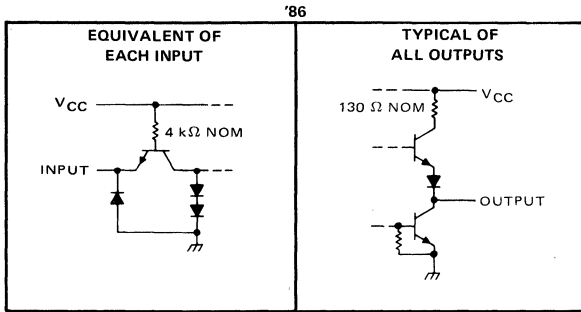 '86
EQUIVALENT OF
EACH INPUT
VCC
4 kΩ NOM
INPUT
TYPICAL OF
ALL OUTPUTS
VCC
130 Ω NOM
OUTPUT